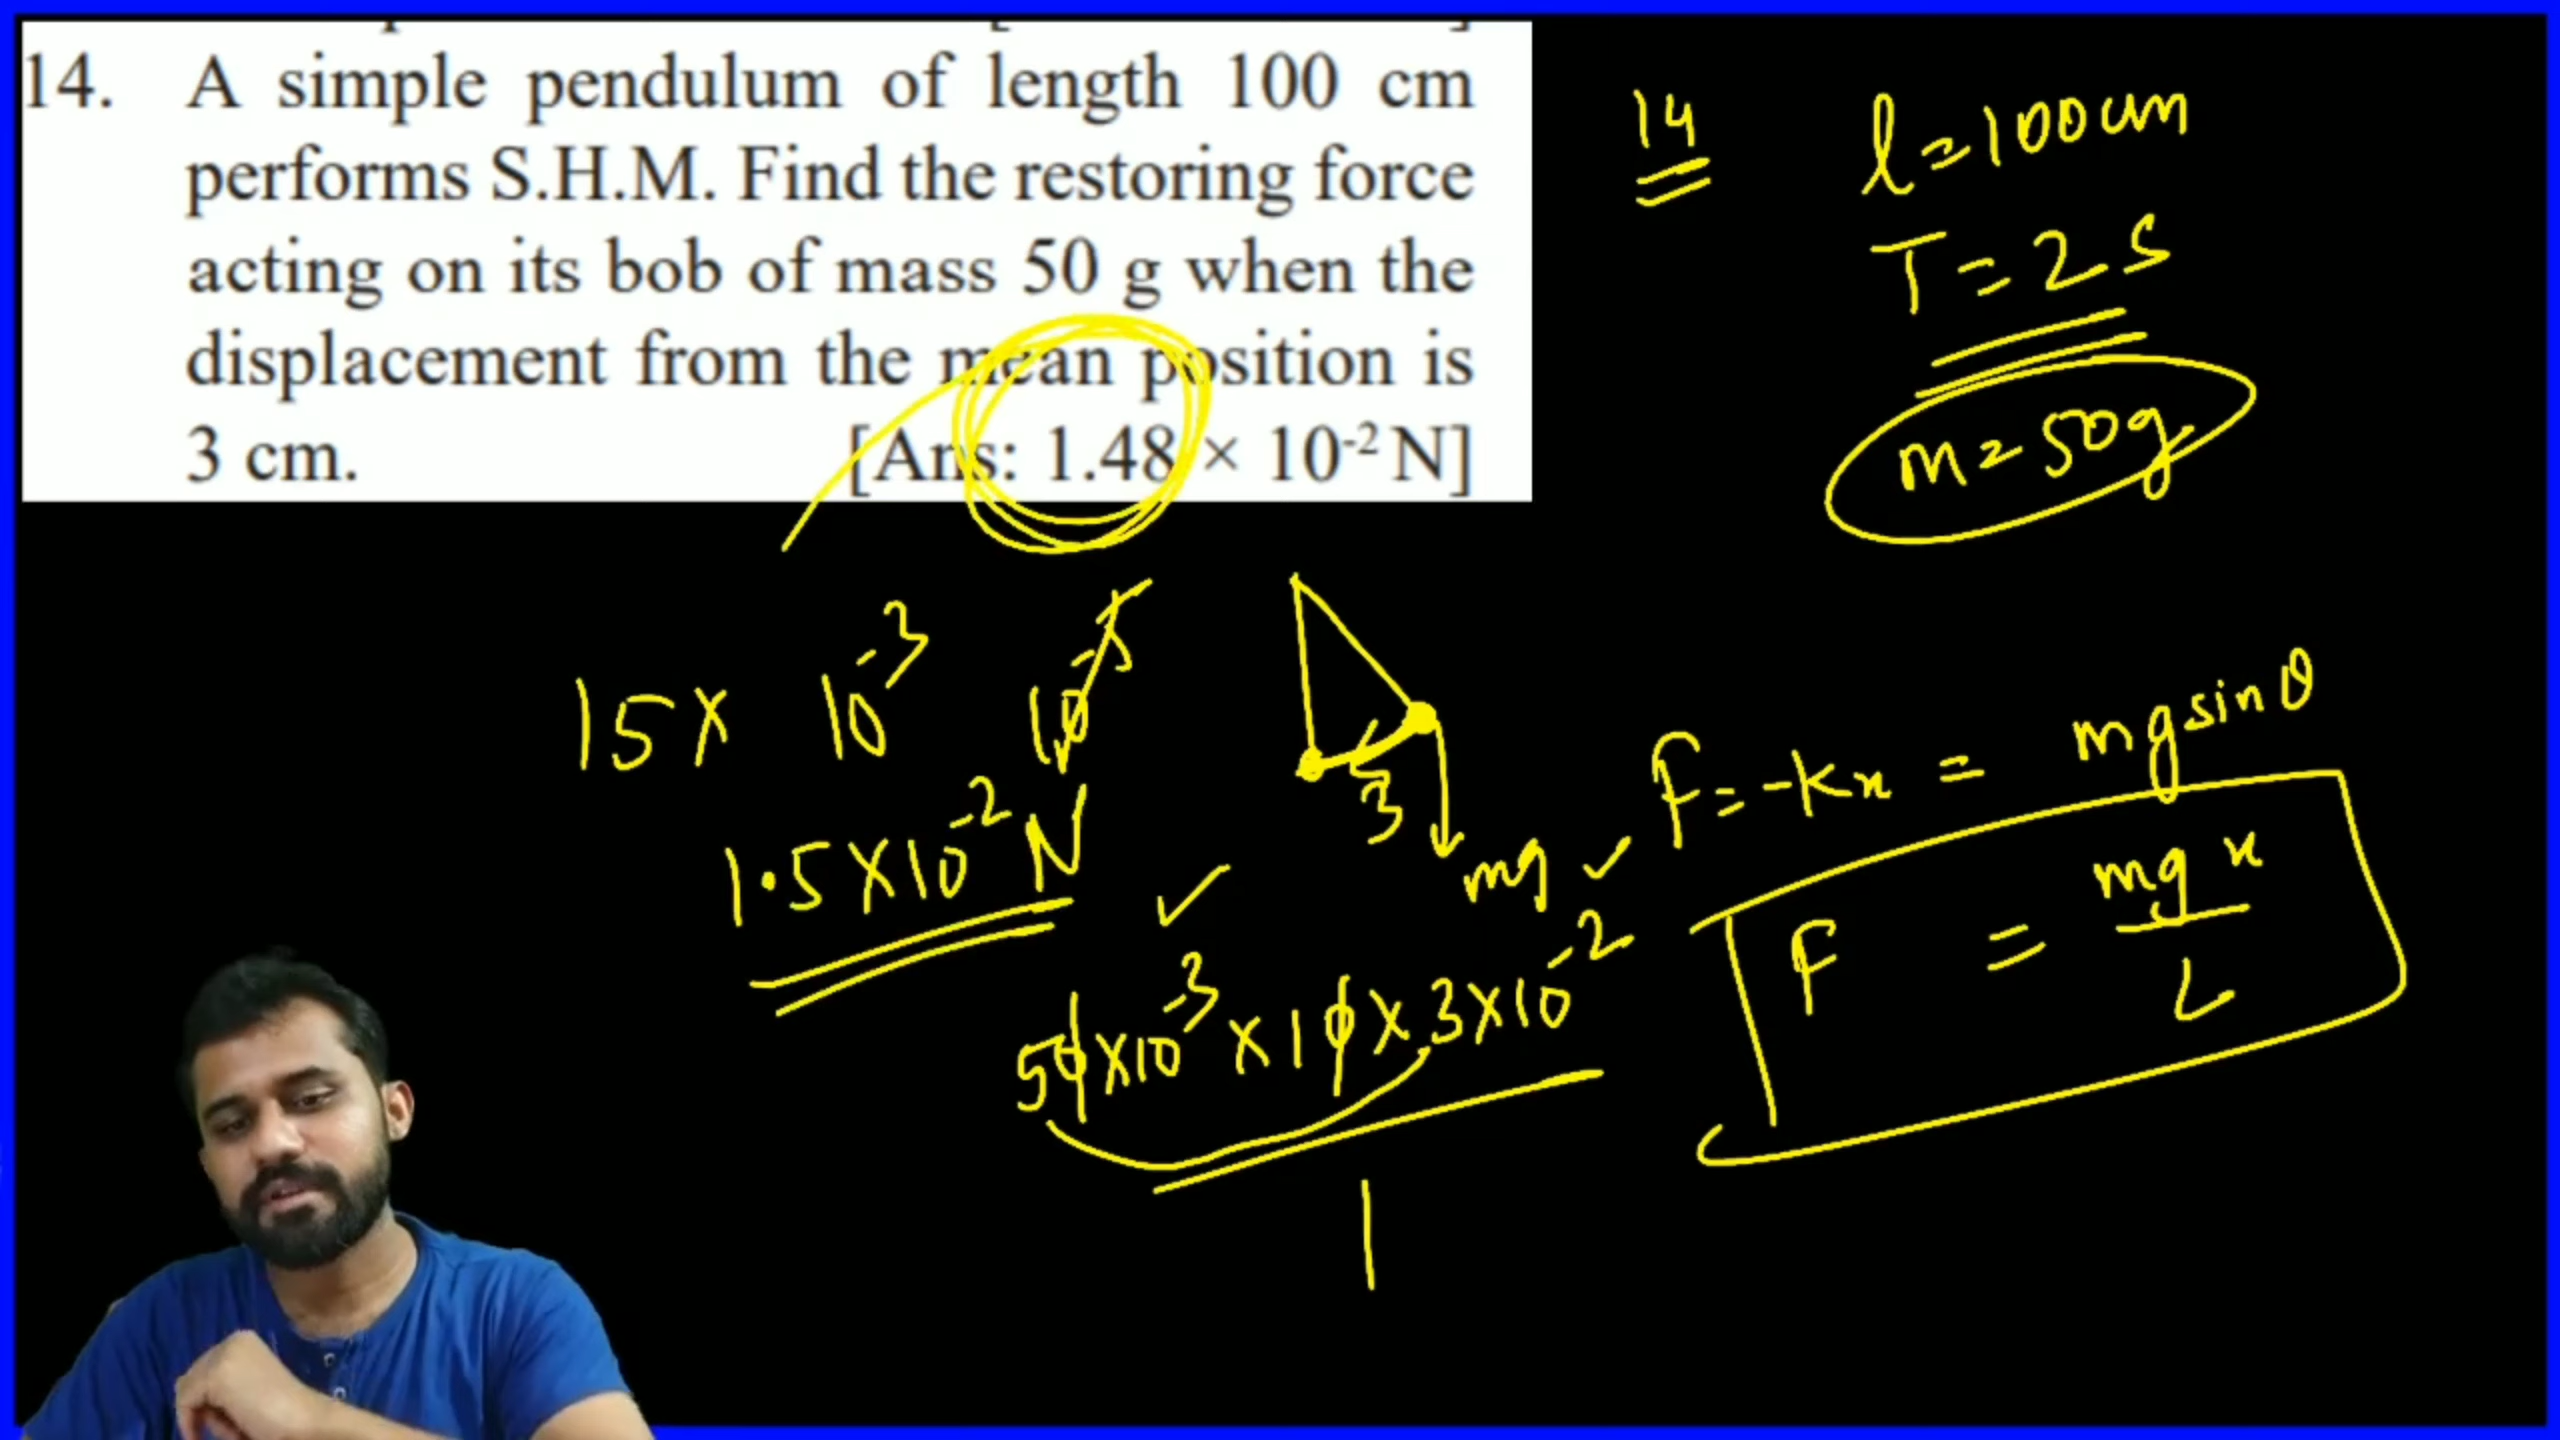 14. A simple pendulum of length 100 cm
performs S.H.M. Find the restoring force
acting on its bob of mass 50 g when the
displacement from the mean position is
3 cm. [Ans: 1.48 × 10⁻² N]
14
l=100cm
T=2s
m=50g
15× 10⁻³ 10⁻⁵
1.5×10⁻² N
3
mg
F=-Kx = mg sin θ
F = mg x / L
50×10⁻³×10×3×10⁻²
1